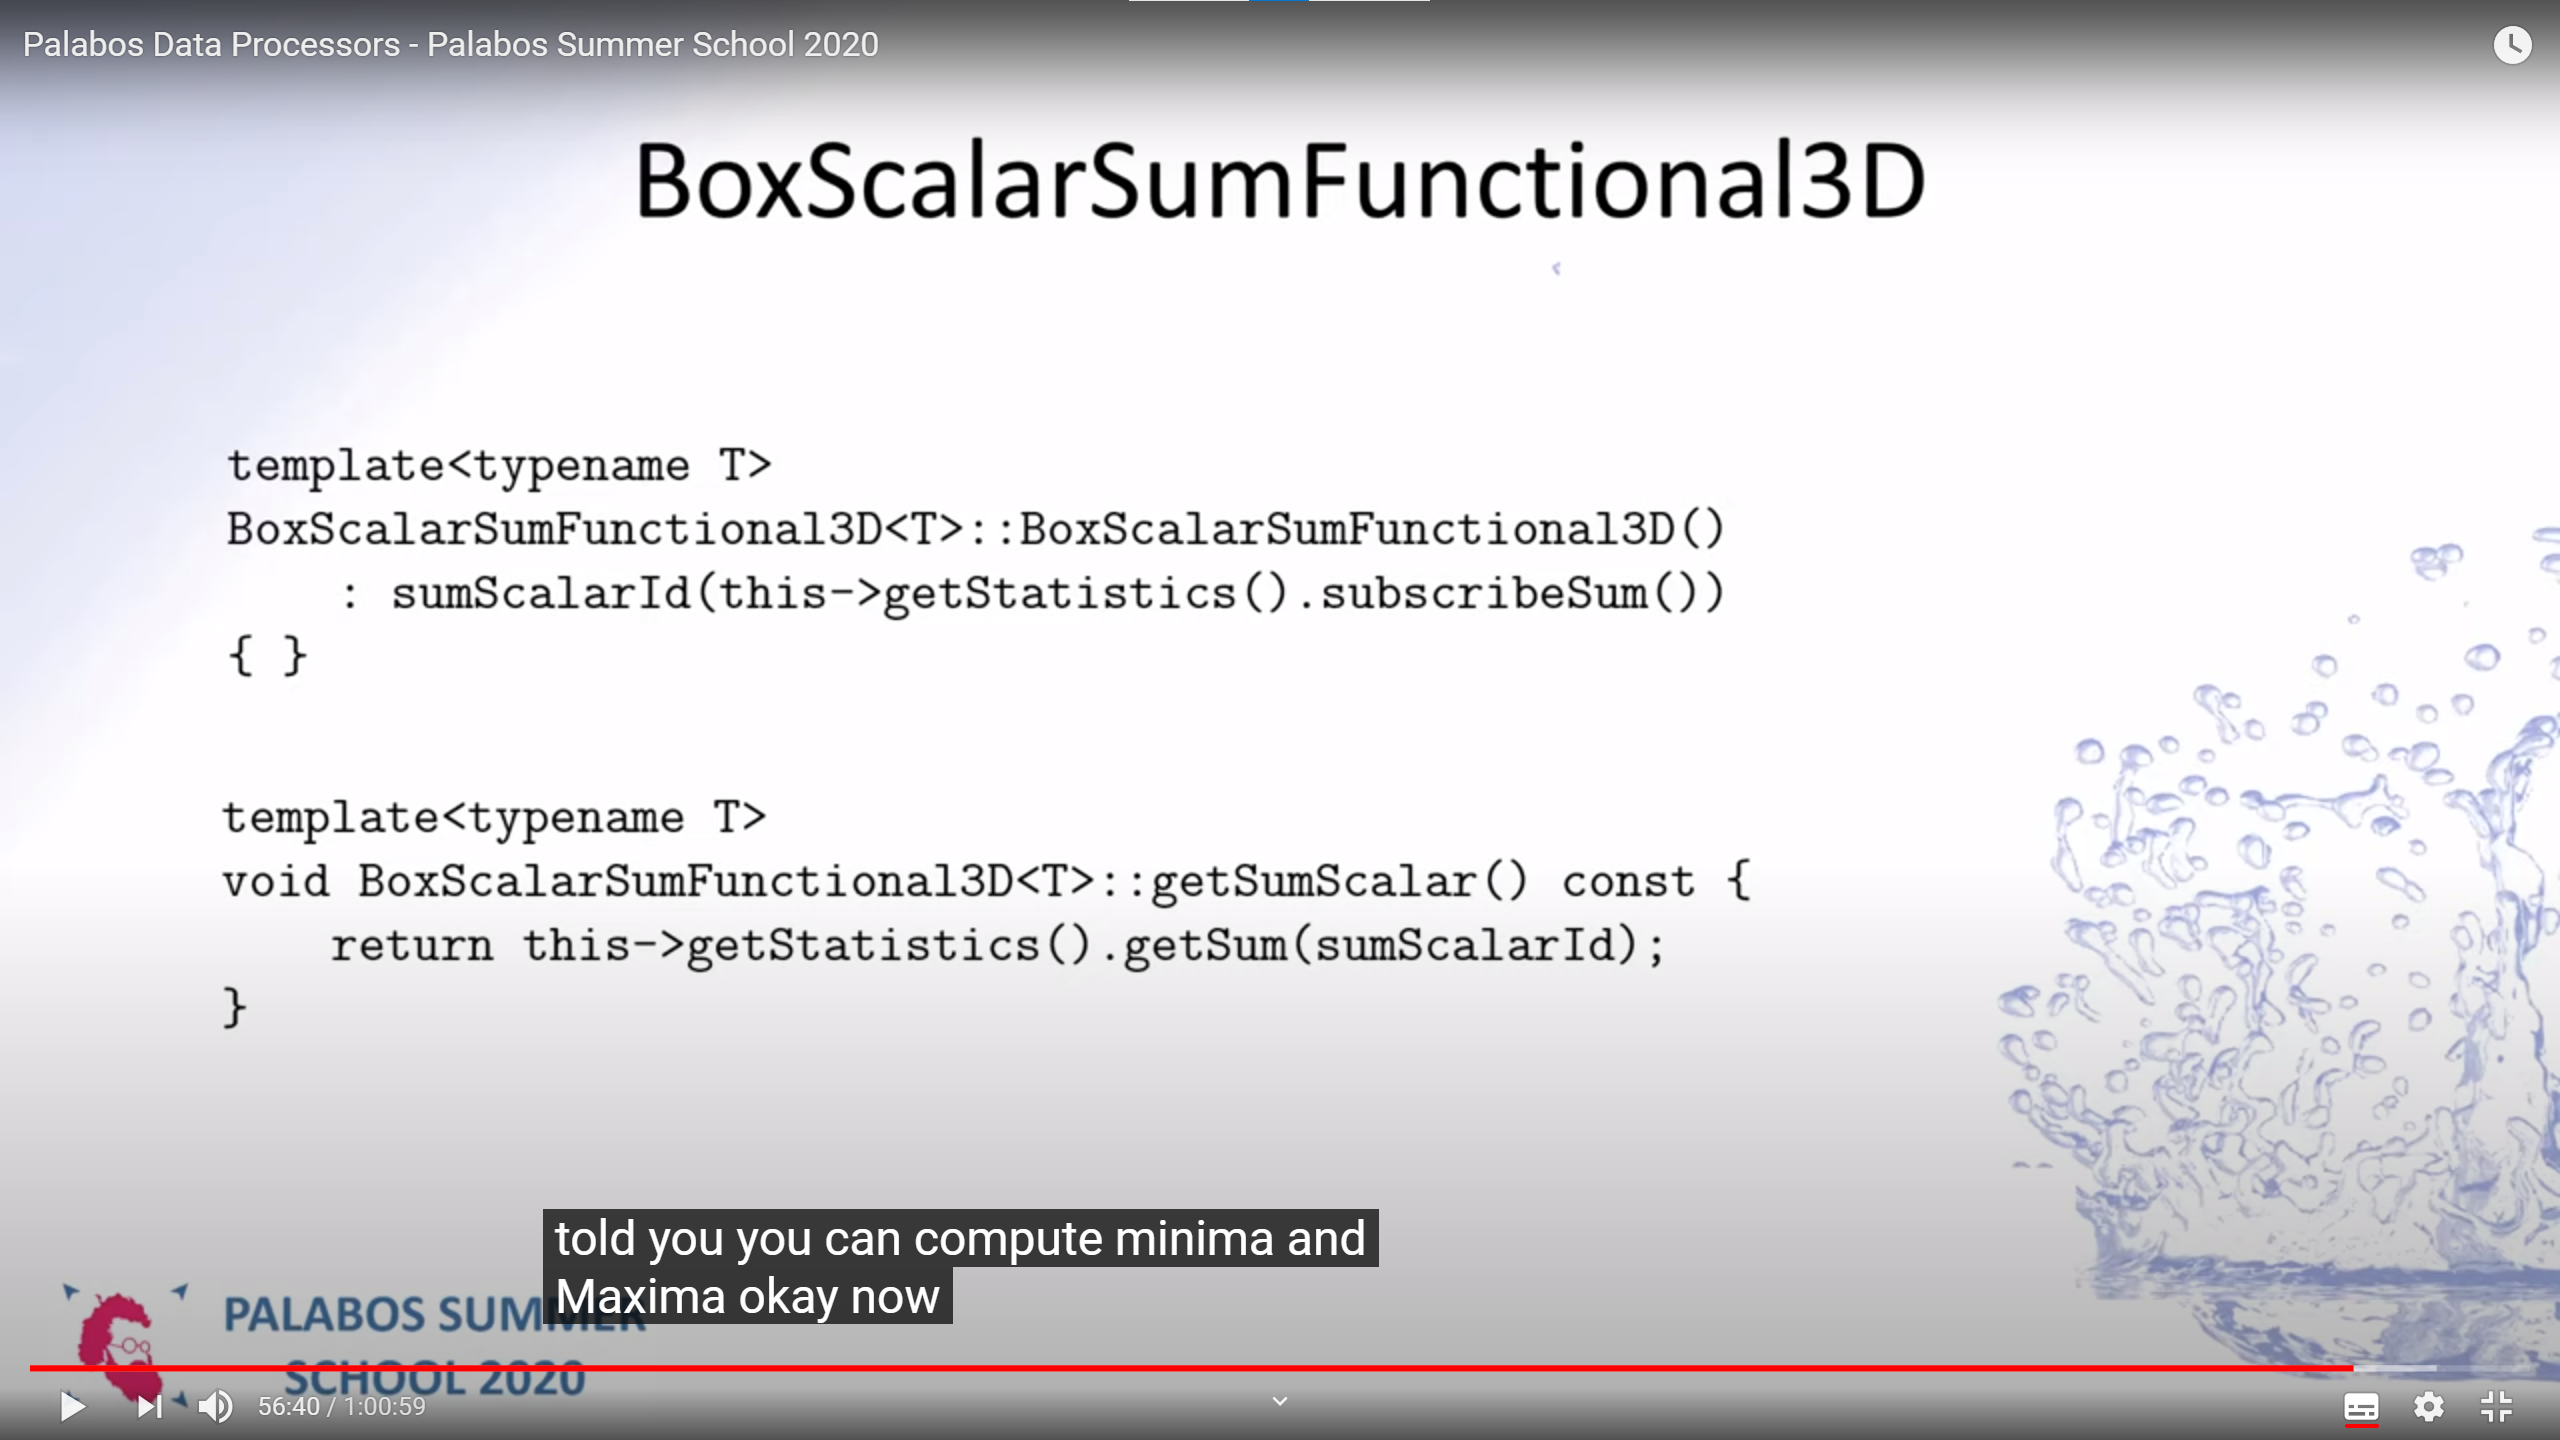 Palabos Data Processors - Palabos Summer School 2020
BoxScalarSumFunctional3D
template<typename T>
BoxScalarSumFunctional3D<T>::BoxScalarSumFunctional3D()
    : sumScalarId(this->getStatistics().subscribeSum())
{ }
template<typename T>
void BoxScalarSumFunctional3D<T>::getSumScalar() const {
    return this->getStatistics().getSum(sumScalarId);
}
told you you can compute minima and
Maxima okay now
PALABOS SUMMER
SCHOOL 2020
56:40 / 1:00:59